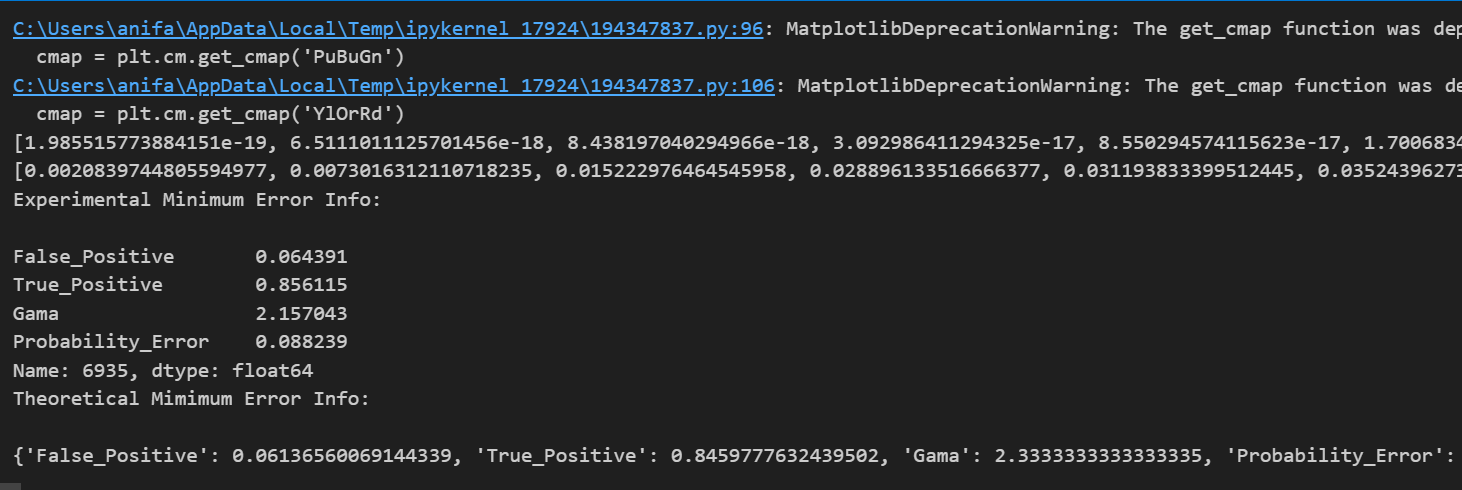 C:\Users\anifa\AppData\Local\Temp\ipykernel_17924\194347837.py:96: MatplotlibDeprecationWarning: The get_cmap function was
cmap = plt.cm.get_cmap('PuBuGn')
C:\Users\anifa\AppData\Local\Temp\ipykernel_17924\194347837.py:106: MatplotlibDeprecationWarning: The get_cmap function was
cmap = plt.cm.get_cmap('YlOrRd')
[1.985515773884151e-19, 6.5111011125701456e-18, 8.438197040294966e-18, 3.092986411294325e-17, 8.550294574115623e-17, 1.7006834
[0.0020839744805594977, 0.0073016312110718235, 0.015222976464545958, 0.028896133516666377, 0.031193833399512445, 0.03524396273
Experimental Minimum Error Info:
False_Positive 0.064391
True_Positive 0.856115
Gama 2.157043
Probability_Error 0.088239
Name: 6935, dtype: float64
Theoretical Mimimum Error Info:
{'False_Positive': 0.06136560069144339, 'True_Positive': 0.8459777632439502, 'Gama': 2.3333333333333335, 'Probability_Error':